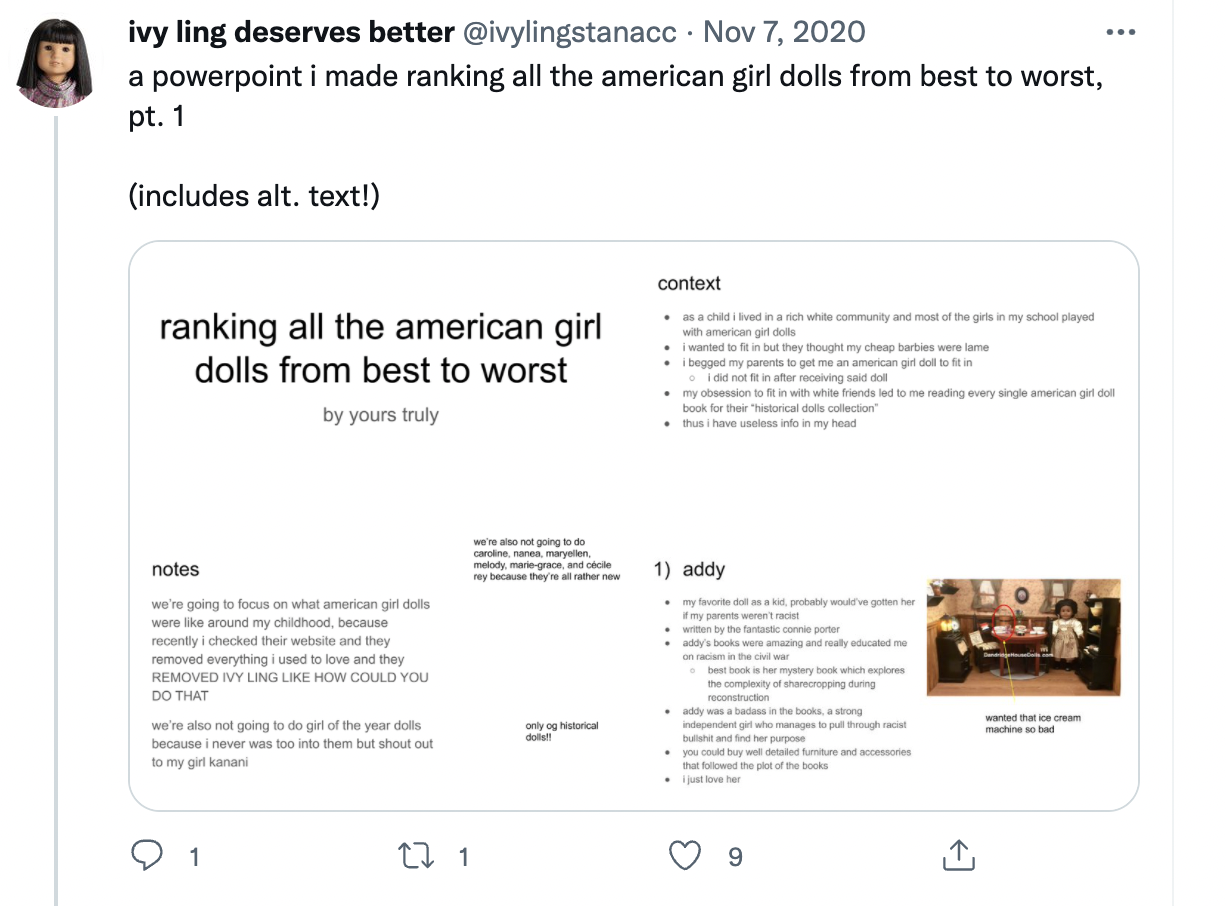 ivy ling deserves better @ivylingstanacc · Nov 7, 2020
a powerpoint i made ranking all the american girl dolls from best to worst,
pt. 1
(includes alt. text!)
ranking all the american girl
dolls from best to worst
by yours truly
context
as a child i lived in a rich white community and most of the girls in my school played
with american girl dolls
i wanted to fit in but they thought my cheap barbies were lame
i begged my parents to get me an american girl doll to fit in
i did not fit in after receiving said doll
my obsession to fit in with white friends led to me reading every single american girl doll
book for their "historical dolls collection"
thus i have useless info in my head
notes
we're going to focus on what american girl dolls
were like around my childhood, because
recently i checked their website and they
removed everything i used to love and they
REMOVED IVY LING LIKE HOW COULD YOU
DO THAT
we're also not going to do girl of the year dolls
because i never was too into them but shout out
to my girl kanani
we're also not going to do
caroline, nanea, maryellen,
melody, marie-grace, and cécile
rey because they're all rather new
only og historical
dolls!!
1) addy
my favorite doll as a kid, probably would've gotten her
if my parents weren't racist
written by the fantastic connie porter
addy's books were amazing and really educated me
on racism in the civil war
best book is her mystery book which explores
the complexity of sharecropping during
reconstruction
addy was a badass in the books, a strong
independent girl who manages to pull through racist
bullshit and find her purpose
you could buy well detailed furniture and accessories
that followed the plot of the books
i just love her
DandridgeHouseDolls.com
wanted that ice cream
machine so bad
1
1
9